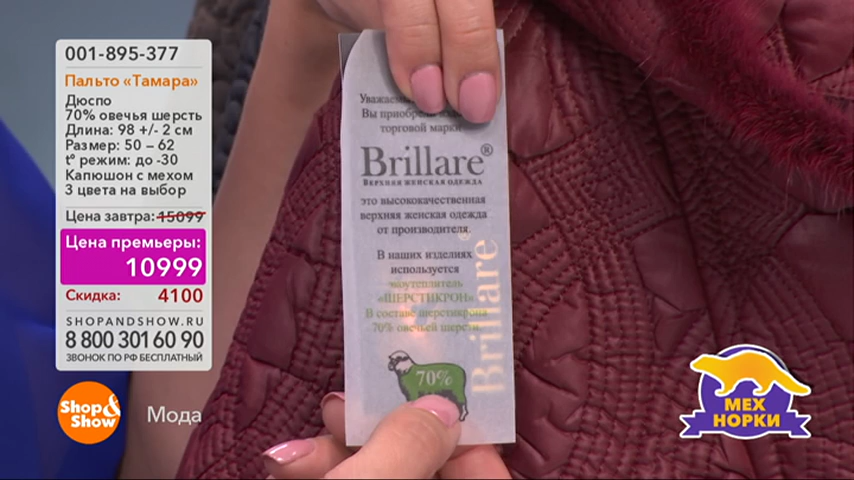 001-895-377
Пальто «Тамара»
Дюспо
70% овечья шерсть
Длина: 98 +/- 2 см
Размер: 50 – 62
t° режим: до -30
Капюшон с мехом
3 цвета на выбор
Цена завтра: 15099
Цена премьеры:
10999
Скидка: 4100
SHOPANDSHOW.RU
8 800 301 60 90
ЗВОНОК ПО РФ БЕСПЛАТНЫЙ
Shop&
Show
Мода
Вы
торговой марки
Brillare®
Верхняя женская одежда
это высококачественная
верхняя женская одежда
от производителя.
В наших изделиях
используется
«ШЕРСТИКРОН»
В составе шерстикрона
70% овечьей шерсти.
70%
Brillare®
МЕХ
НОРКИ